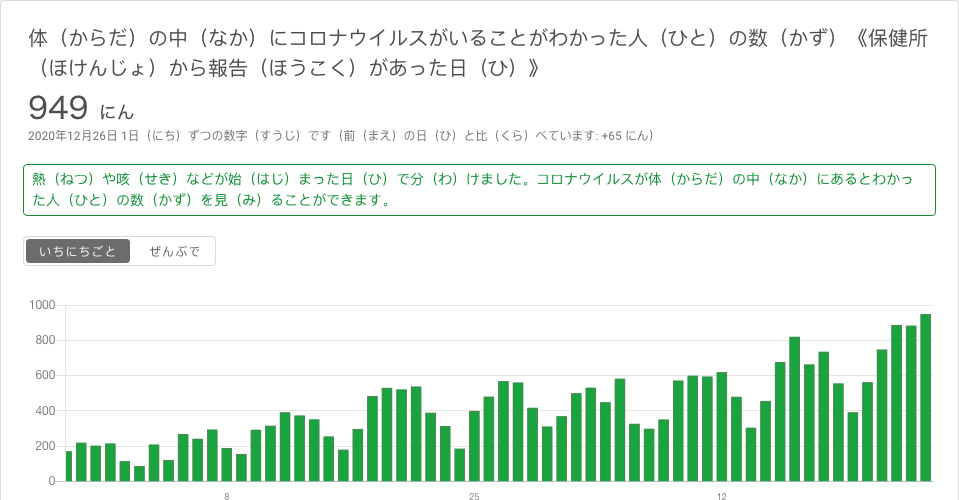 体（からだ）の中（なか）にコロナウイルスがいることがわかった人（ひと）の数（かず）《保健所
（ほけんじょ）から報告（ほうこく）があった日（ひ）》
949 にん
2020年12月26日 1日（にち）ずつの数字（すうじ）です（前（まえ）の日（ひ）と比（くら）べています: +65 にん）
熱（ねつ）や咳（せき）などが始（はじ）まった日（ひ）で分（わ）けました。コロナウイルスが体（からだ）の中（なか）にあるとわかっ
た人（ひと）の数（かず）を見（み）ることができます。
いちにちごと ぜんぶで
1000
800
600
400
200
0
8 25 12